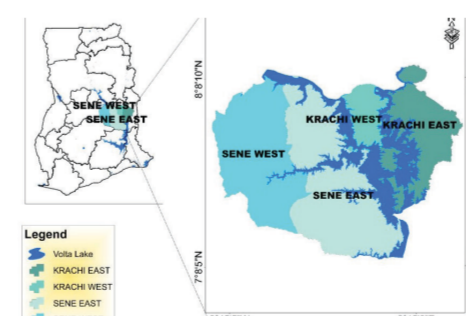 SENE WEST
SENE EAST
8°8'10"N
7°8'5"N
KRACHI WEST
KRACHI EAST
SENE WEST
SENE EAST
Legend
Volta Lake
KRACHI EAST
KRACHI WEST
SENE EAST